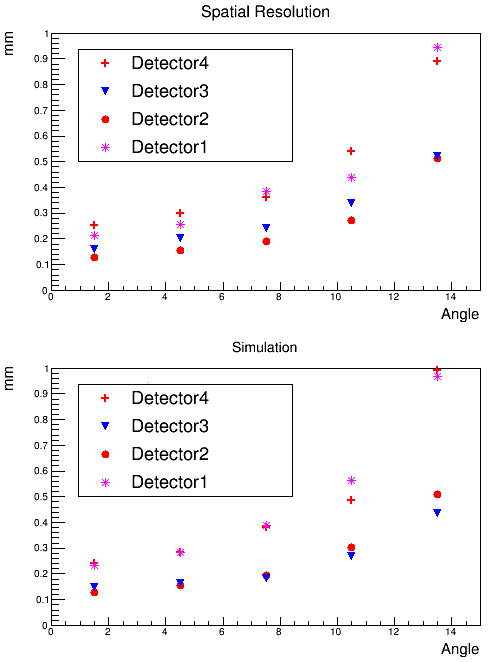 Spatial Resolution
mm
1
0.9
0.8
0.7
0.6
0.5
0.4
0.3
0.2
0.1
0
Detector4
Detector3
Detector2
Detector1
0 2 4 6 8 10 12 14
Angle
Simulation
mm
1
0.9
0.8
0.7
0.6
0.5
0.4
0.3
0.2
0.1
0
Detector4
Detector3
Detector2
Detector1
0 2 4 6 8 10 12 14
Angle